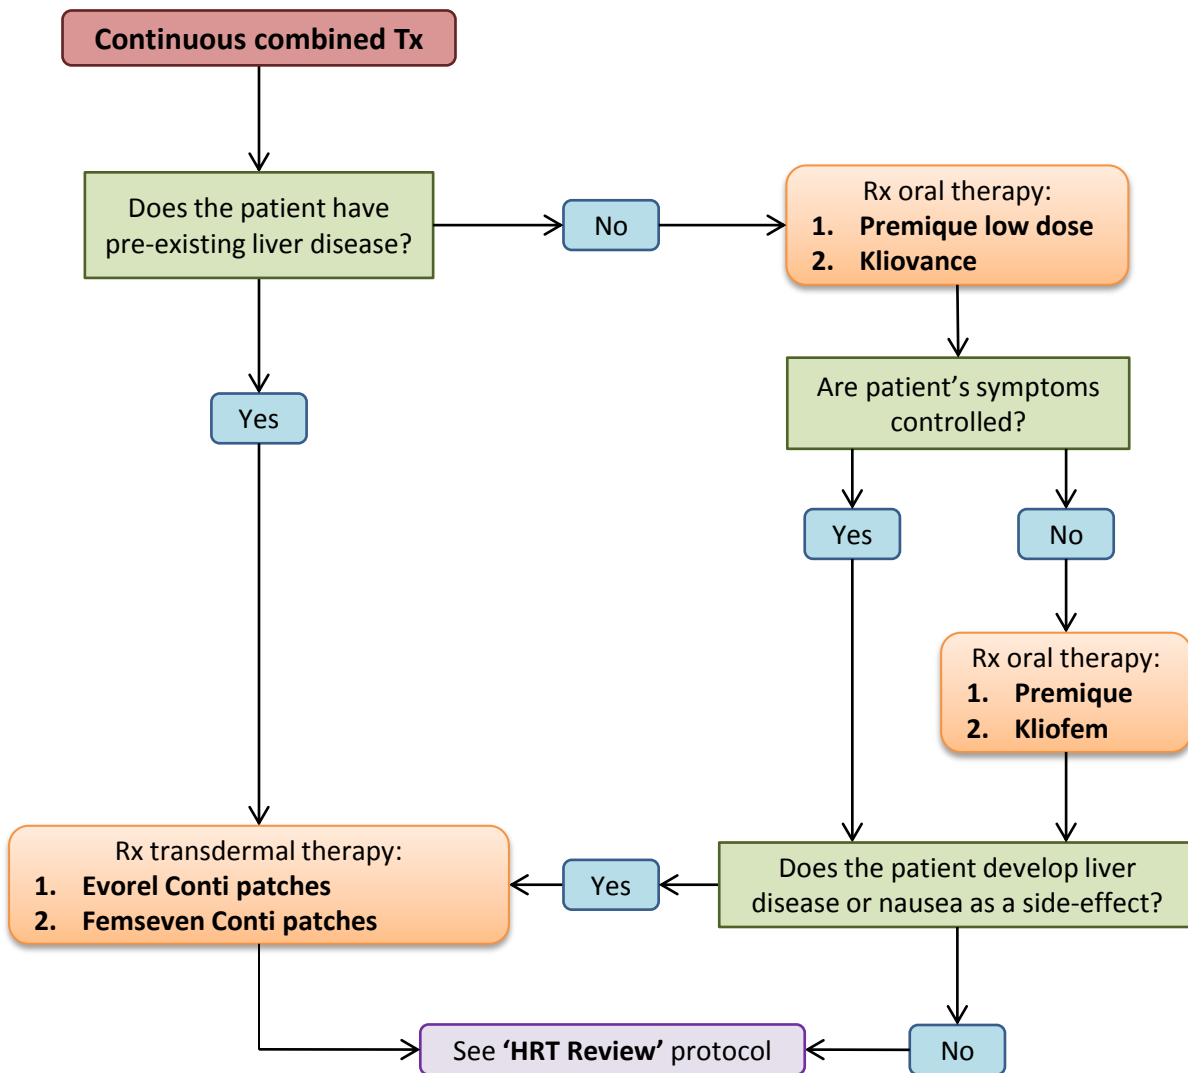 Continuous combined Tx
Does the patient have
pre-existing liver disease?
No
Rx oral therapy:
1. Premique low dose
2. Kliovance
Are patient's symptoms
controlled?
Yes
Yes
No
Rx oral therapy:
1. Premique
2. Kliofem
Rx transdermal therapy:
1. Evorel Conti patches
2. Femseven Conti patches
Yes
Does the patient develop liver
disease or nausea as a side-effect?
See ‘HRT Review’ protocol
No